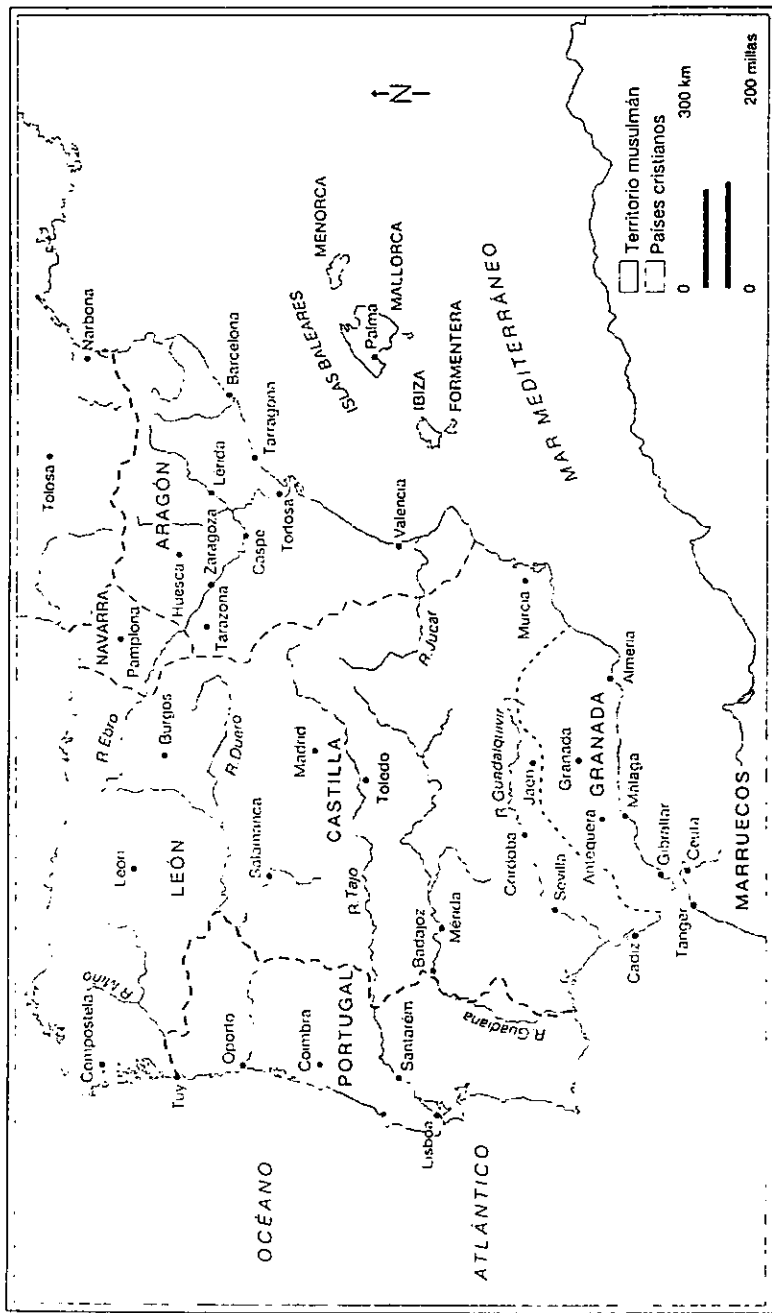 Compostela
R. Miño
Tuy
León
LEÓN
R. Ebro
Burgos
NAVARRA
Pamplona
Tolosa
Narbona
Huesca
ARAGÓN
Tarazona
Zaragoza
Lérida
Barcelona
Caspe
Tarragona
Tortosa
OCÉANO
Oporto
R. Duero
Salamanca
Coimbra
Madrid
CASTILLA
PORTUGAL
R. Tajo
Toledo
Santarém
Lisboa
ATLÁNTICO
Badajoz
Mérida
R. Guadiana
R. Jucar
Valencia
ISLAS BALEARES
MENORCA
Palma
MALLORCA
IBIZA
FORMENTERA
MAR MEDITERRÁNEO
Córdoba
R. Guadalquivir
Jaén
Murcia
Sevilla
Granada
GRANADA
Antequera
Almería
Málaga
Cádiz
Gibraltar
Tánger
Ceuta
MARRUECOS
N
Territorio musulmán
Países cristianos
0 300 km
0 200 millas